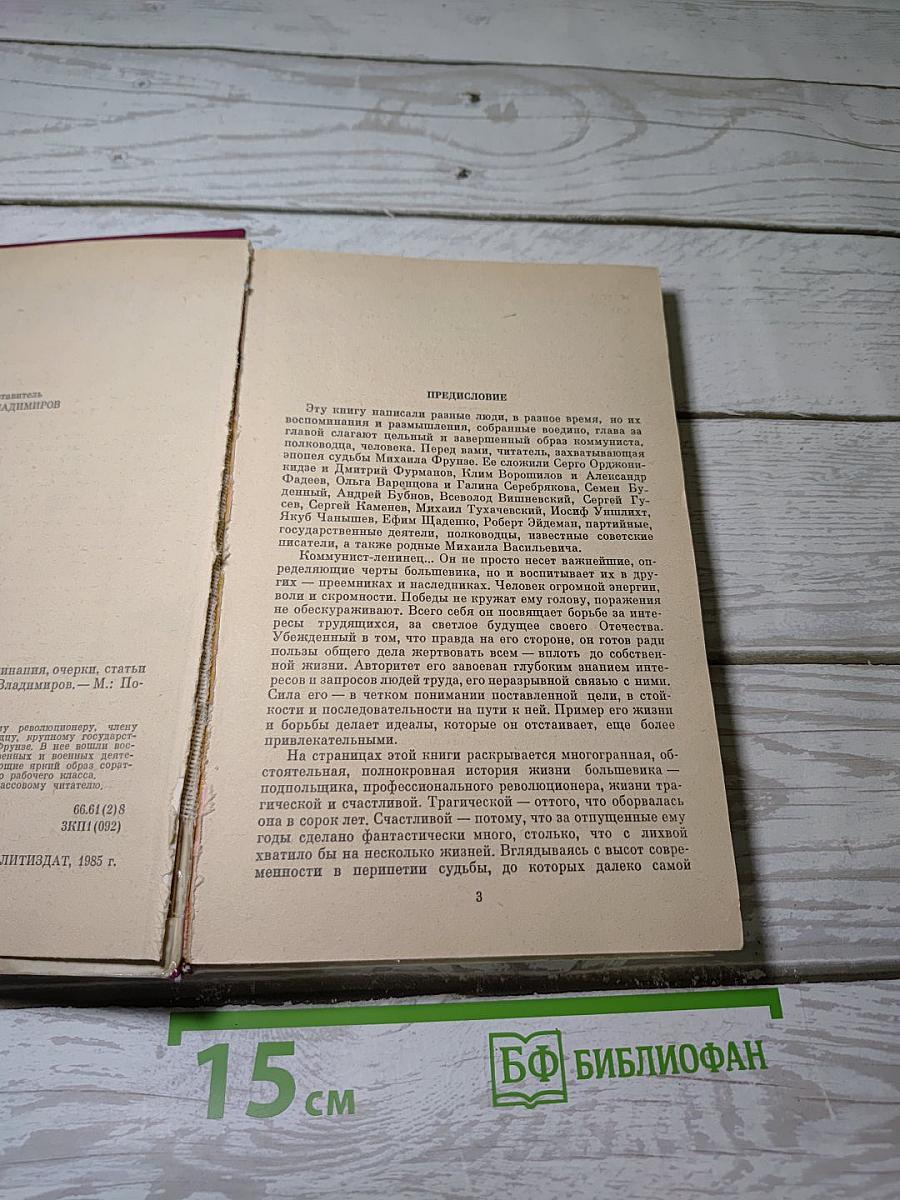 ставитель
ЛАДИМИРОВ
минания, очерки, статьи
Владимиров.— М.: По-
му революционеру, члену
дцу, крупному государст-
Фрунзе. В нее вошли вос-
венных и военных деяте-
ющие яркий образ сорат-
о рабочего класса.
ассовому читателю.
66.61(2)8
3КП1(092)
ЛИТИЗДАТ, 1985 г.
ПРЕДИСЛОВИЕ
Эту книгу написали разные люди, в разное время, но их
воспоминания и размышления, собранные воедино, глава за
главой слагают цельный и завершенный образ коммуниста,
полководца, человека. Перед вами, читатель, захватывающая
эпопея судьбы Михаила Фрунзе. Ее сложили Серго Орджони-
кидзе и Дмитрий Фурманов, Клим Ворошилов и Александр
Фадеев, Ольга Варенцова и Галина Серебрякова, Семен Бу-
денный, Андрей Бубнов, Всеволод Вишневский, Сергей Гу-
сев, Сергей Каменев, Михаил Тухачевский, Иосиф Уншлихт,
Якуб Чанышев, Ефим Щаденко, Роберт Эйдеман, партийные,
государственные деятели, полководцы, известные советские
писатели, а также родные Михаила Васильевича.
Коммунист-ленинец... Он не просто несет важнейшие, оп-
ределяющие черты большевика, но и воспитывает их в дру-
гих — преемниках и наследниках. Человек огромной энергии,
воли и скромности. Победы не кружат ему голову, поражения
не обескураживают. Всего себя он посвящает борьбе за инте-
ресы трудящихся, за светлое будущее своего Отечества.
Убежденный в том, что правда на его стороне, он готов ради
пользы общего дела жертвовать всем — вплоть до собствен-
ной жизни. Авторитет его завоеван глубоким знанием инте-
ресов и запросов людей труда, его неразрывной связью с ними.
Сила его — в четком понимании поставленной цели, в стой-
кости и последовательности на пути к ней. Пример его жизни
и борьбы делает идеалы, которые он отстаивает, еще более
привлекательными.
На страницах этой книги раскрывается многогранная, об-
стоятельная, полнокровная история жизни большевика —
подпольщика, профессионального революционера, жизни тра-
гической и счастливой. Трагической — оттого, что оборвалась
она в сорок лет. Счастливой — потому, что за отпущенные ему
годы сделано фантастически много, столько, что с лихвой
хватило бы на несколько жизней. Вглядываясь с высот совре-
менности в перипетии судьбы, до которых далеко самой
3
15 см
БФ БИБЛИОФАН